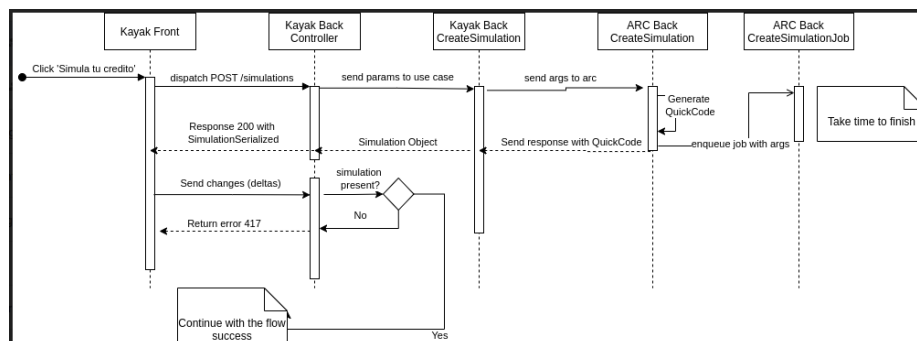 Kayak Front
Kayak Back
Controller
Kayak Back
CreateSimulation
ARC Back
CreateSimulation
ARC Back
CreateSimulationJob
Click 'Simula tu credito'
dispatch POST /simulations
send params to use case
send args to arc
Generate
QuickCode
Take time to finish
Response 200 with
SimulationSerialized
Simulation Object
Send response with QuickCode
enqueue job with args
Send changes (deltas)
simulation
present?
No
Return error 417
Continue with the flow
success
Yes